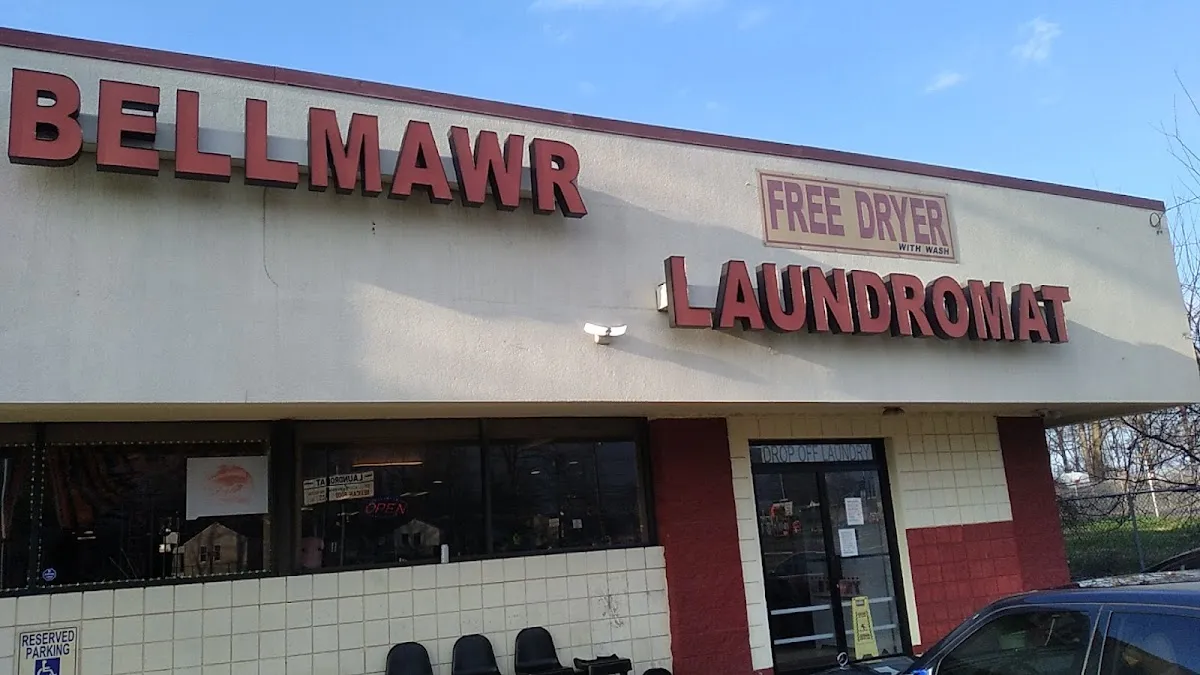 BELLMAWR
FREE DRYER
WITH WASH
LAUNDROMAT
DROP OFF LAUNDRY
OPEN
RESERVED
PARKING